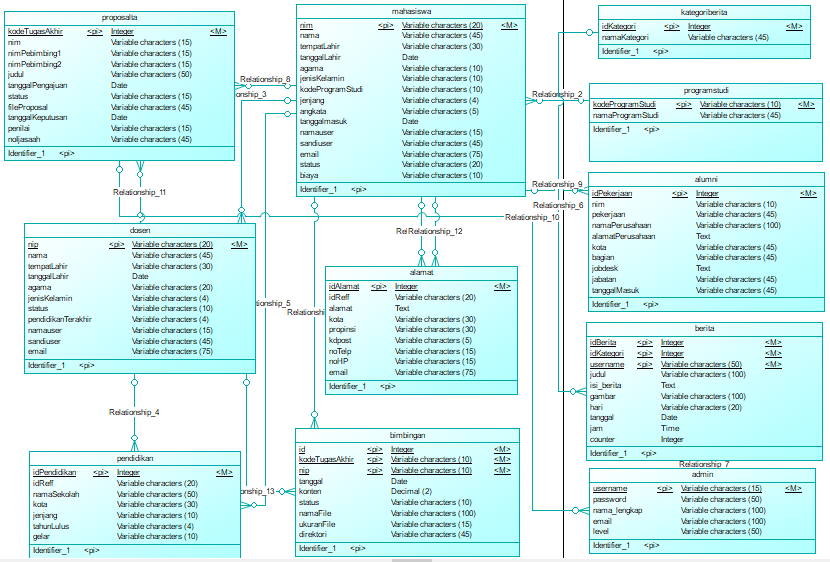 proposalta
kodeTugasAkhir <pi> Integer <M>
nim Variable characters (15)
nimPebimbing1 Variable characters (15)
nimPebimbing2 Variable characters (15)
judul Variable characters (50)
tanggalPengajuan Date
status Variable characters (15)
fileProposal Variable characters (45)
tanggalKeputusan Date
penilai Variable characters (15)
noIjasaah Variable characters (45)
Identifier_1 <pi>
mahasiswa
nim <pi> Variable characters (20) <M>
nama Variable characters (45)
tempatLahir Variable characters (30)
tanggalLahir Date
agama Variable characters (10)
jenisKelamin Variable characters (10)
kodeProgramStudi Variable characters (10)
jenjang Variable characters (4)
angkata Variable characters (5)
tanggalmasuk Date
namauser Variable characters (15)
sandiuser Variable characters (45)
email Variable characters (75)
status Variable characters (20)
biaya Variable characters (10)
Identifier_1 <pi>
kategoriberita
idKategori <pi> Integer <M>
namaKategori Variable characters (45)
Identifier_1 <pi>
programstudi
kodeProgramStudi <pi> Variable characters (10) <M>
namaProgramStudi Variable characters (45)
Identifier_1 <pi>
alumni
idPekerjaan <pi> Integer <M>
nim Variable characters (10)
pekerjaan Variable characters (45)
namaPerusahaan Variable characters (100)
alamatPerusahaan Text
kota Variable characters (45)
bagian Variable characters (45)
jobdesk Text
jabatan Variable characters (45)
tanggalMasuk Variable characters (45)
Identifier_1 <pi>
Relationship_8
onship_3
Relationship_2
Relationship_9
Relationship_6
Relationship_10
Relationship_11
dosen
nip <pi> Variable characters (20) <M>
nama Variable characters (45)
tempatLahir Variable characters (30)
tanggalLahir Date
agama Variable characters (20)
jenisKelamin Variable characters (4)
status Variable characters (10)
pendidikanTerakhir Variable characters (4)
namauser Variable characters (15)
sandiuser Variable characters (45)
email Variable characters (75)
Identifier_1 <pi>
RelRelationship_12
alamat
idAlamat <pi> Integer <M>
idReff Variable characters (20)
alamat Text
kota Variable characters (30)
propinsi Variable characters (30)
kdpost Variable characters (5)
noTelp Variable characters (15)
noHP Variable characters (15)
email Variable characters (75)
Identifier_1 <pi>
tionship_5
Relationshi
berita
idBerita <pi> Integer <M>
idKategori <pi> Integer <M>
username <pi> Variable characters (50) <M>
judul Variable characters (100)
isi_berita Text
gambar Variable characters (100)
hari Variable characters (20)
tanggal Date
jam Time
counter Integer
Identifier_1 <pi>
Relationship_4
pendidikan
idPendidikan <pi> Integer <M>
idReff Variable characters (20)
namaSekolah Variable characters (50)
kota Variable characters (30)
jenjang Variable characters (10)
tahunLulus Variable characters (4)
gelar Variable characters (10)
Identifier_1 <pi>
onship_13
bimbingan
id <pi> Integer <M>
kodeTugasAkhir <pi> Variable characters (10) <M>
nip <pi> Variable characters (10) <M>
tanggal Date
konten Decimal (2)
status Variable characters (10)
namaFile Variable characters (100)
ukuranFile Variable characters (15)
direktori Variable characters (45)
Identifier_1 <pi>
Relationship_7
admin
username <pi> Variable characters (15) <M>
password Variable characters (50)
nama_lengkap Variable characters (100)
email Variable characters (100)
level Variable characters (50)
Identifier_1 <pi>